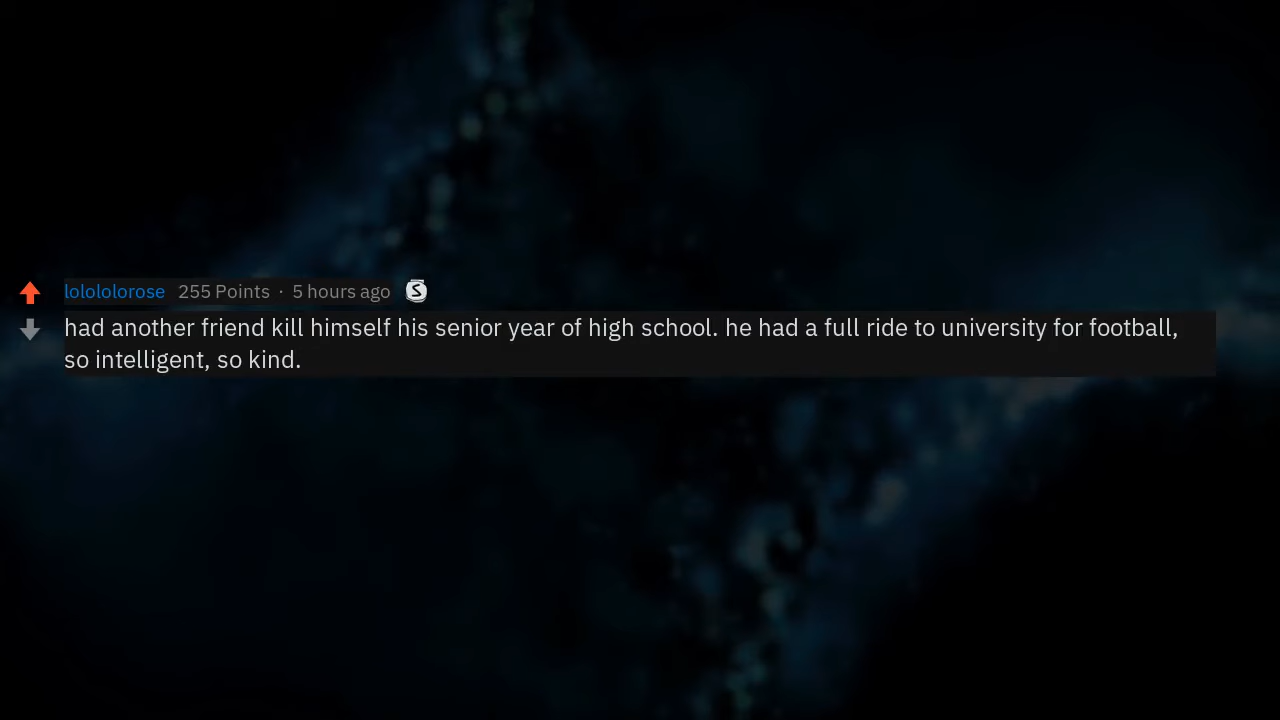 lolololorose 255 Points · 5 hours ago S
had another friend kill himself his senior year of high school. he had a full ride to university for football,
so intelligent, so kind.